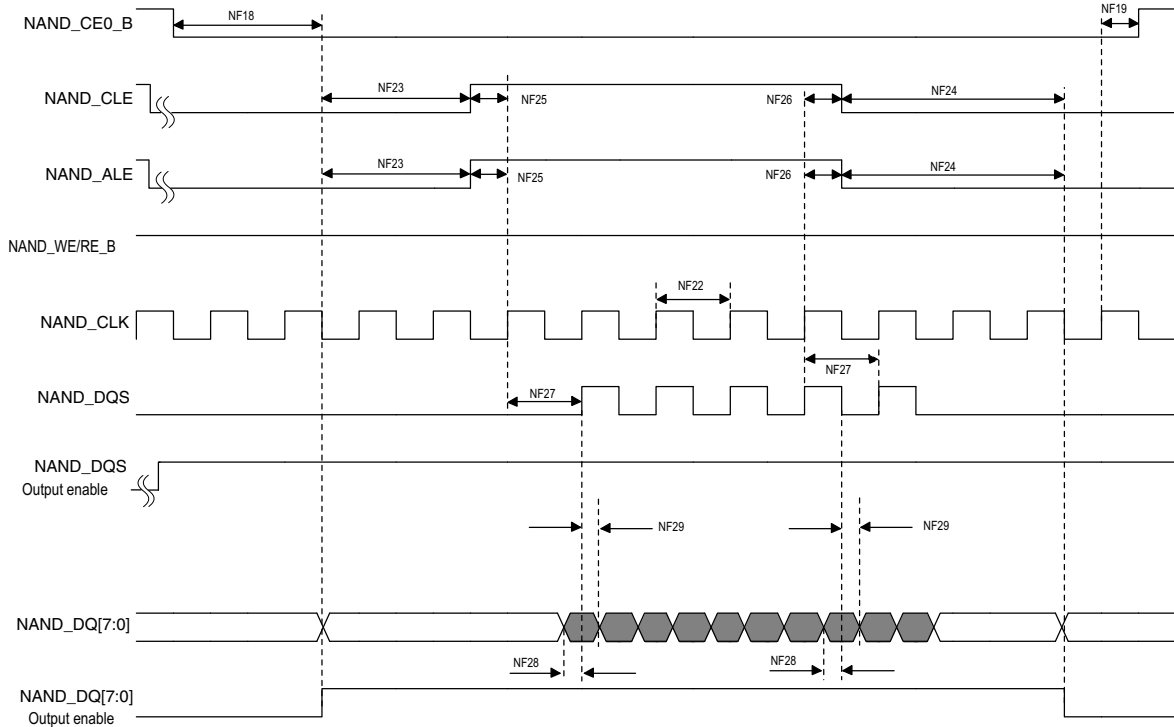 NAND_CE0_B
NF18
NF19
NAND_CLE
NF23
NF25
NF26
NF24
NAND_ALE
NF23
NF25
NF26
NF24
NAND_WE/RE_B
NAND_CLK
NF22
NF27
NAND_DQS
NF27
NAND_DQS
Output enable
NF29
NF29
NAND_DQ[7:0]
NF28
NF28
NAND_DQ[7:0]
Output enable